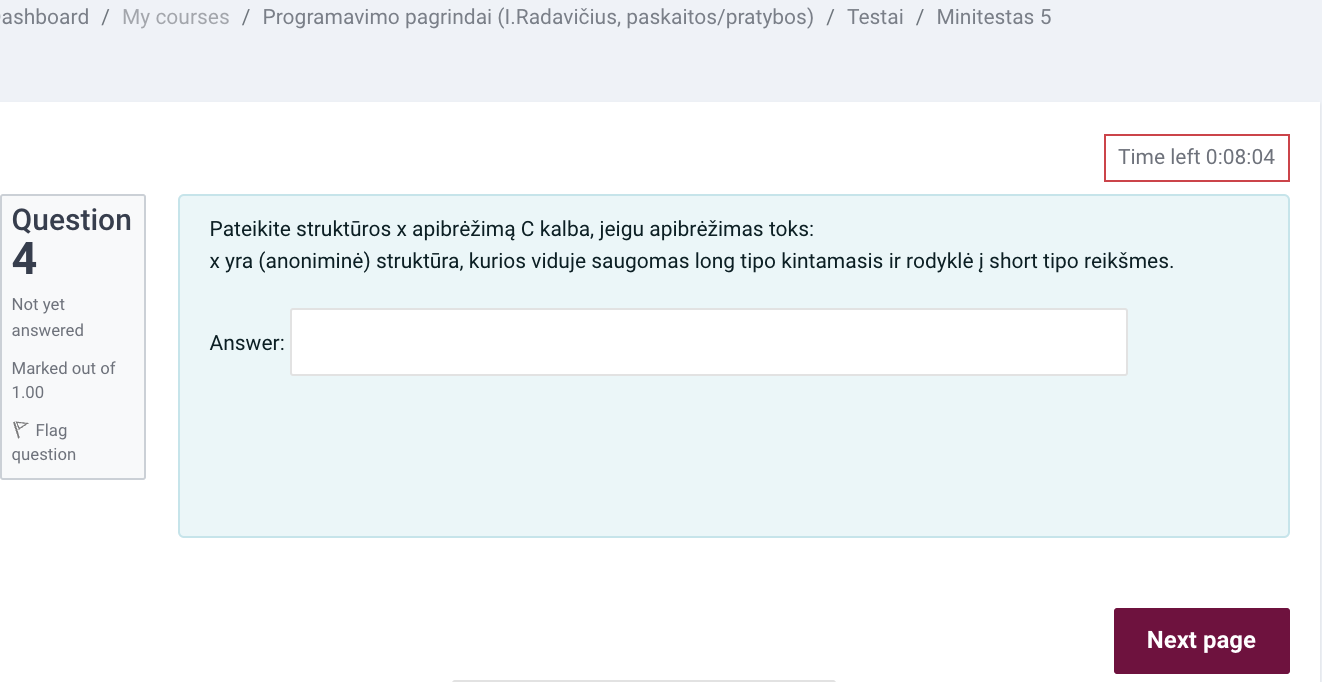 ashboard / My courses / Programavimo pagrindai (I.Radavičius, paskaitos/pratybos) / Testai / Minitestas 5
Time left 0:08:04
Question
4
Not yet
answered
Marked out of
1.00
Flag
question
Pateikite struktūros x apibrėžimą C kalba, jeigu apibrėžimas toks:
x yra (anoniminė) struktūra, kurios viduje saugomas long tipo kintamasis ir rodyklė į short tipo reikšmes.
Answer:
Next page